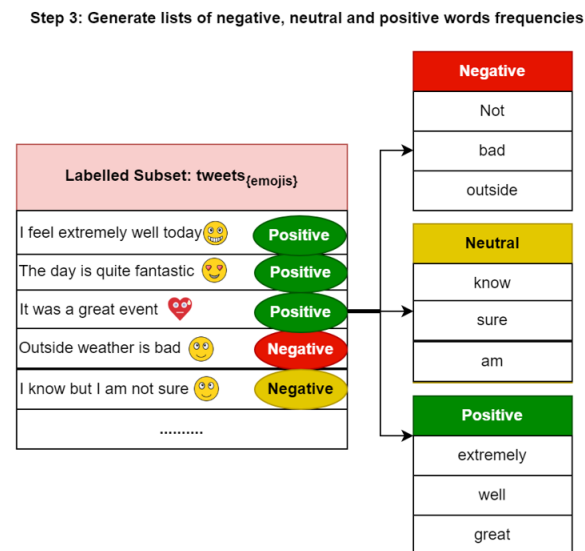 Step 3: Generate lists of negative, neutral and positive words frequencies
Labelled Subset: tweets{emojis}
I feel extremely well today Positive
The day is quite fantastic Positive
It was a great event Positive
Outside weather is bad Negative
I know but I am not sure Negative
..........
Negative
Not
bad
outside
Neutral
know
sure
am
Positive
extremely
well
great